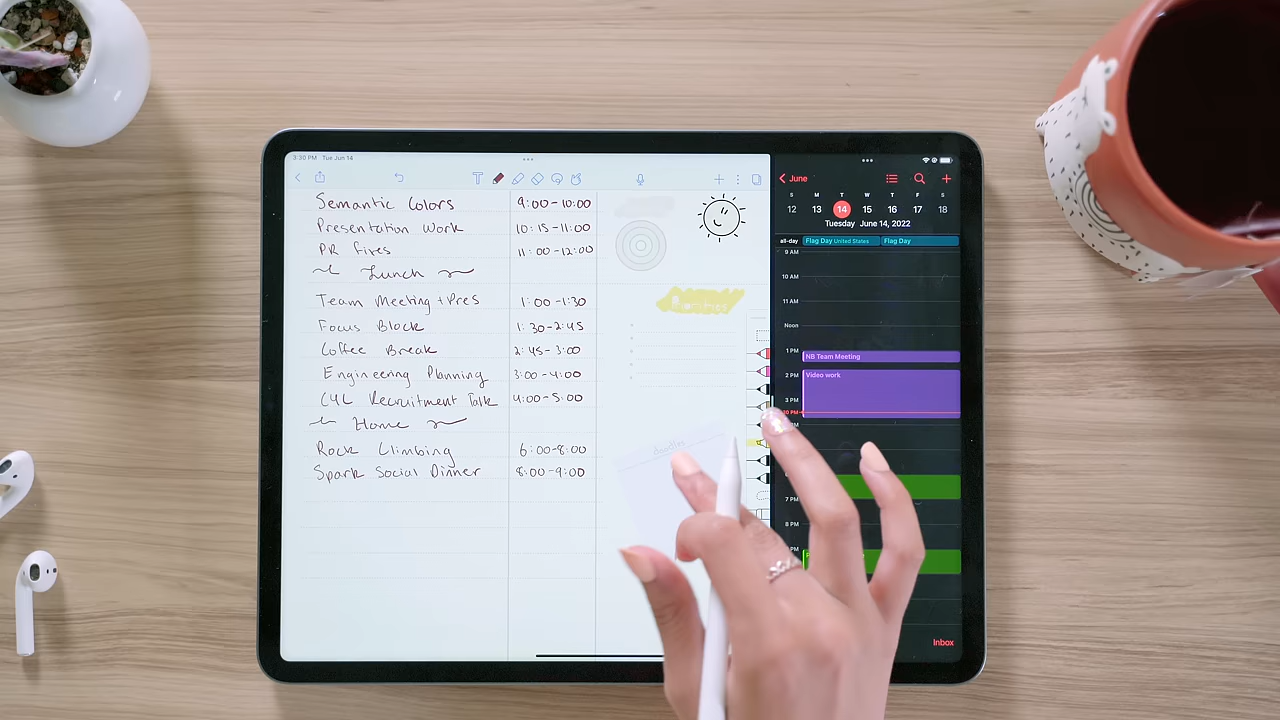 3:30 PM Tue Jun 14
Semantic Colors 9:00-10:00
Presentation Work 10:15-11:00
PR fixes 11:00-12:00
Lunch
Team Meeting + Pres 1:00-1:30
Focus Block 1:30-2:45
Coffee Break 2:45-3:00
Engineering Planning 3:00-4:00
Recruitment Talk 4:00-5:00
Home
Rock Climbing 6:00-8:00
Spark Social Dinner 8:00-9:00
doodles
June
S M T W T F S
12 13 14 15 16 17 18
Tuesday June 14, 2022
all-day Flag Day United States Flag Day
9 AM
10 AM
11 AM
Noon
1 PM NB Team Meeting
2 PM Video work
3 PM
7 PM
8 PM
Inbox